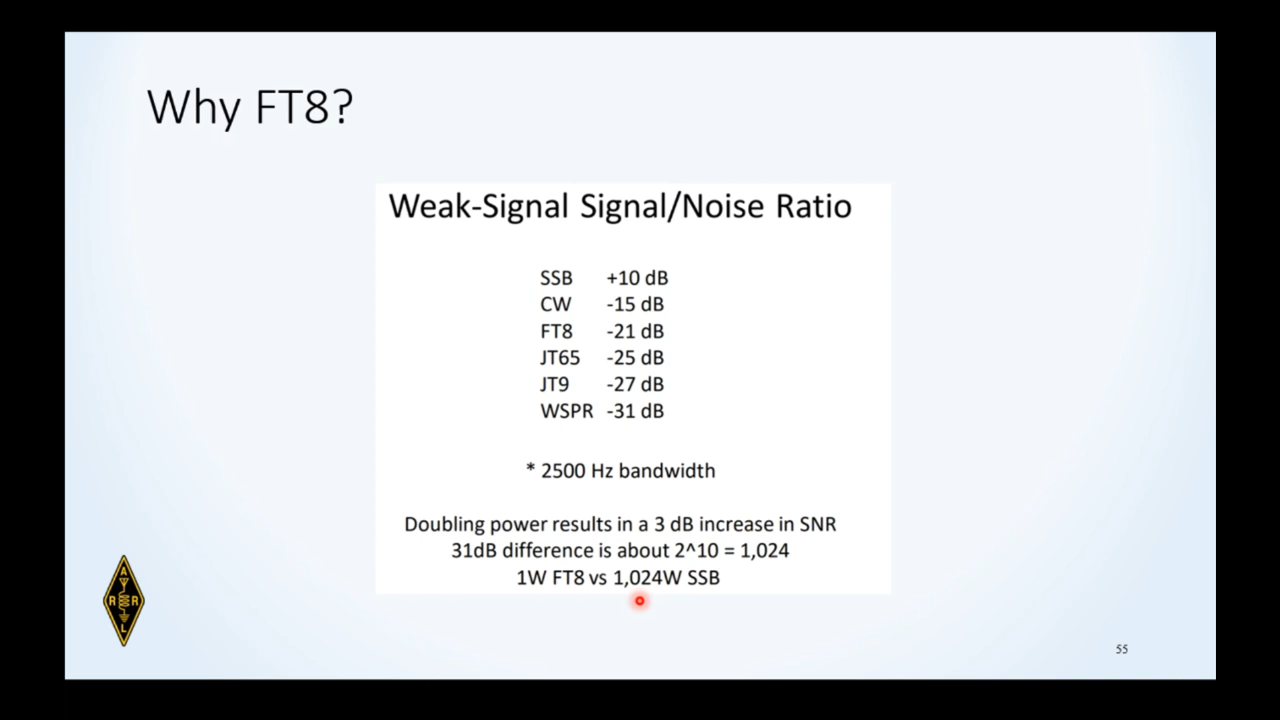 Why FT8?
Weak-Signal Signal/Noise Ratio
SSB +10 dB
CW -15 dB
FT8 -21 dB
JT65 -25 dB
JT9 -27 dB
WSPR -31 dB
* 2500 Hz bandwidth
Doubling power results in a 3 dB increase in SNR
31dB difference is about 2^10 = 1,024
1W FT8 vs 1,024W SSB
A
R R
L
55